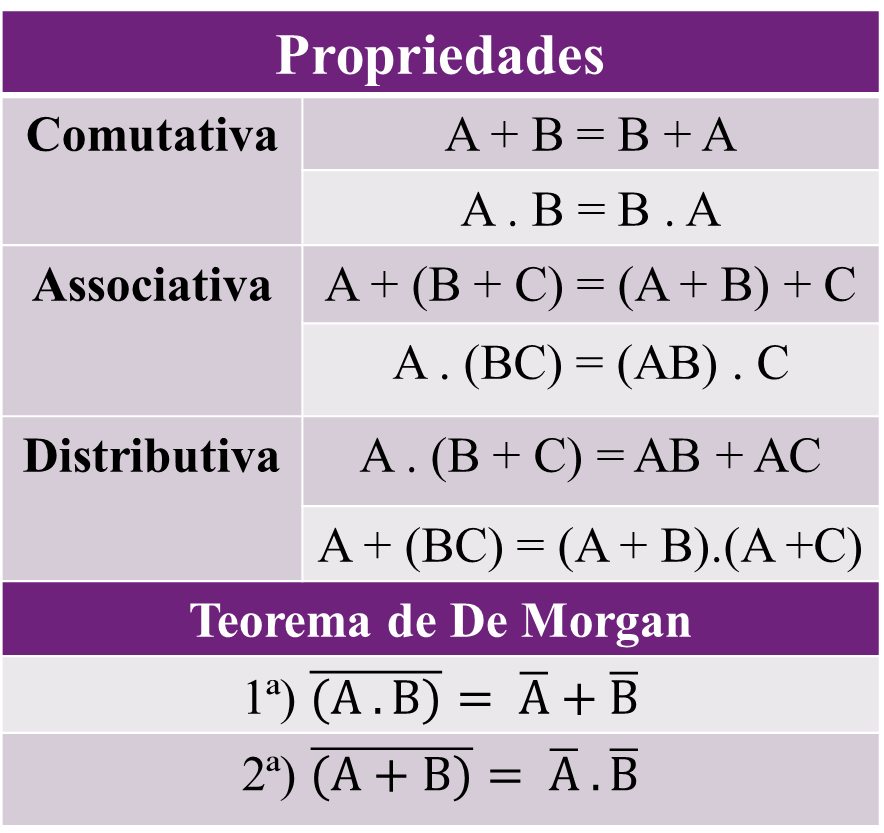 Propriedades
Comutativa
A + B = B + A
A . B = B . A
Associativa
A + (B + C) = (A + B) + C
A . (BC) = (AB) . C
Distributiva
A . (B + C) = AB + AC
A + (BC) = (A + B).(A +C)
Teorema de De Morgan
1ª) \overline{(A . B)} = \overline{A} + \overline{B}
2ª) \overline{(A + B)} = \overline{A} . \overline{B}